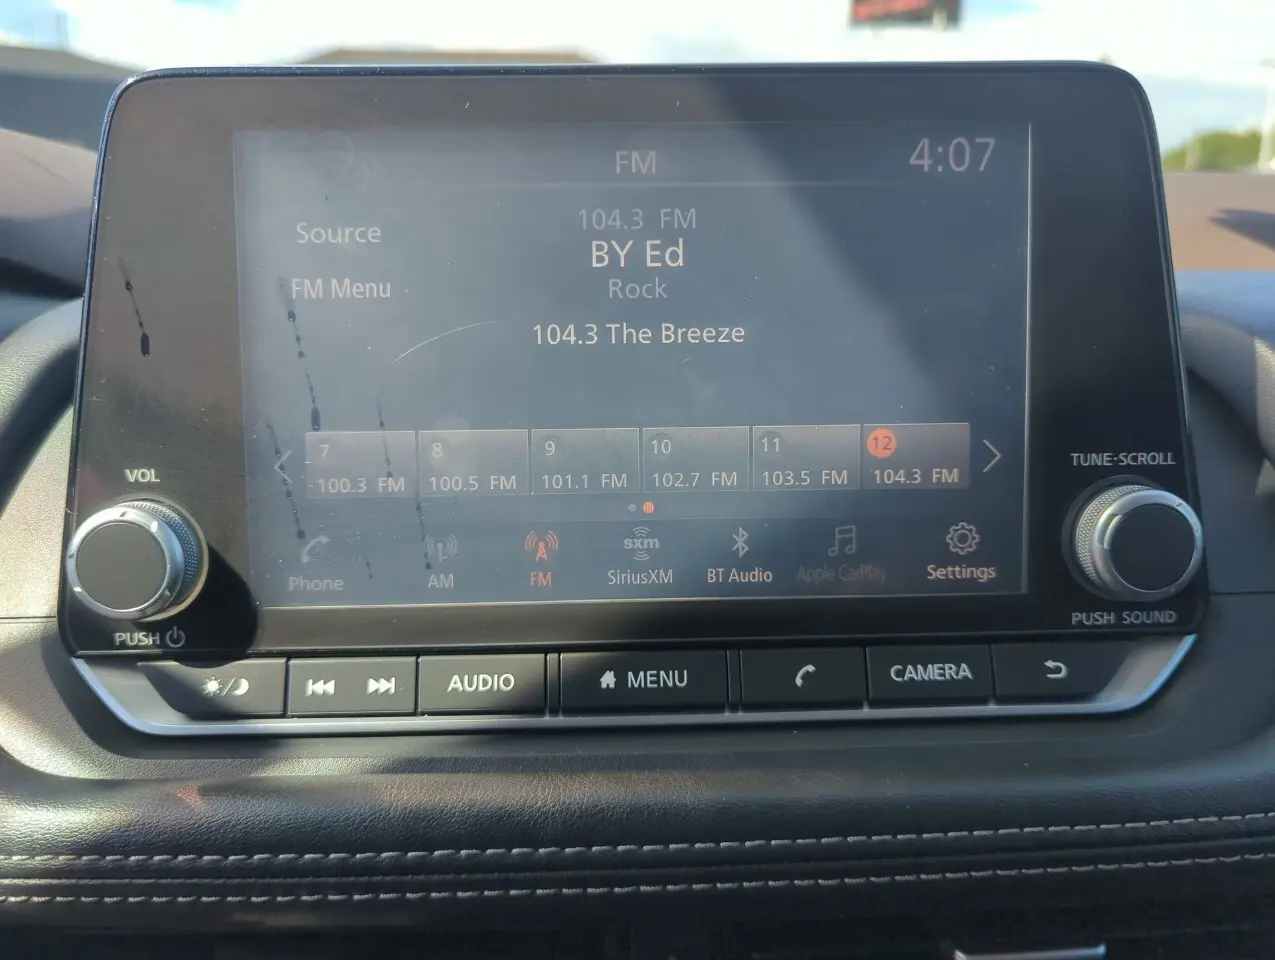 FM
4:07
Source
FM Menu
104.3 FM
BY Ed
Rock
104.3 The Breeze
7
100.3 FM
8
100.5 FM
9
101.1 FM
10
102.7 FM
11
103.5 FM
12
104.3 FM
Phone
AM
FM
sxm
SiriusXM
BT Audio
Apple CarPlay
Settings
VOL
PUSH
TUNE·SCROLL
PUSH SOUND
AUDIO
MENU
CAMERA